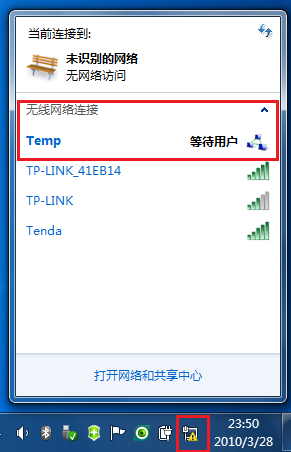 当前连接到:
未识别的网络
无网络访问
无线网络连接
Temp 等待用户
TP-LINK_41EB14
TP-LINK
Tenda
打开网络和共享中心
23:50
2010/3/28